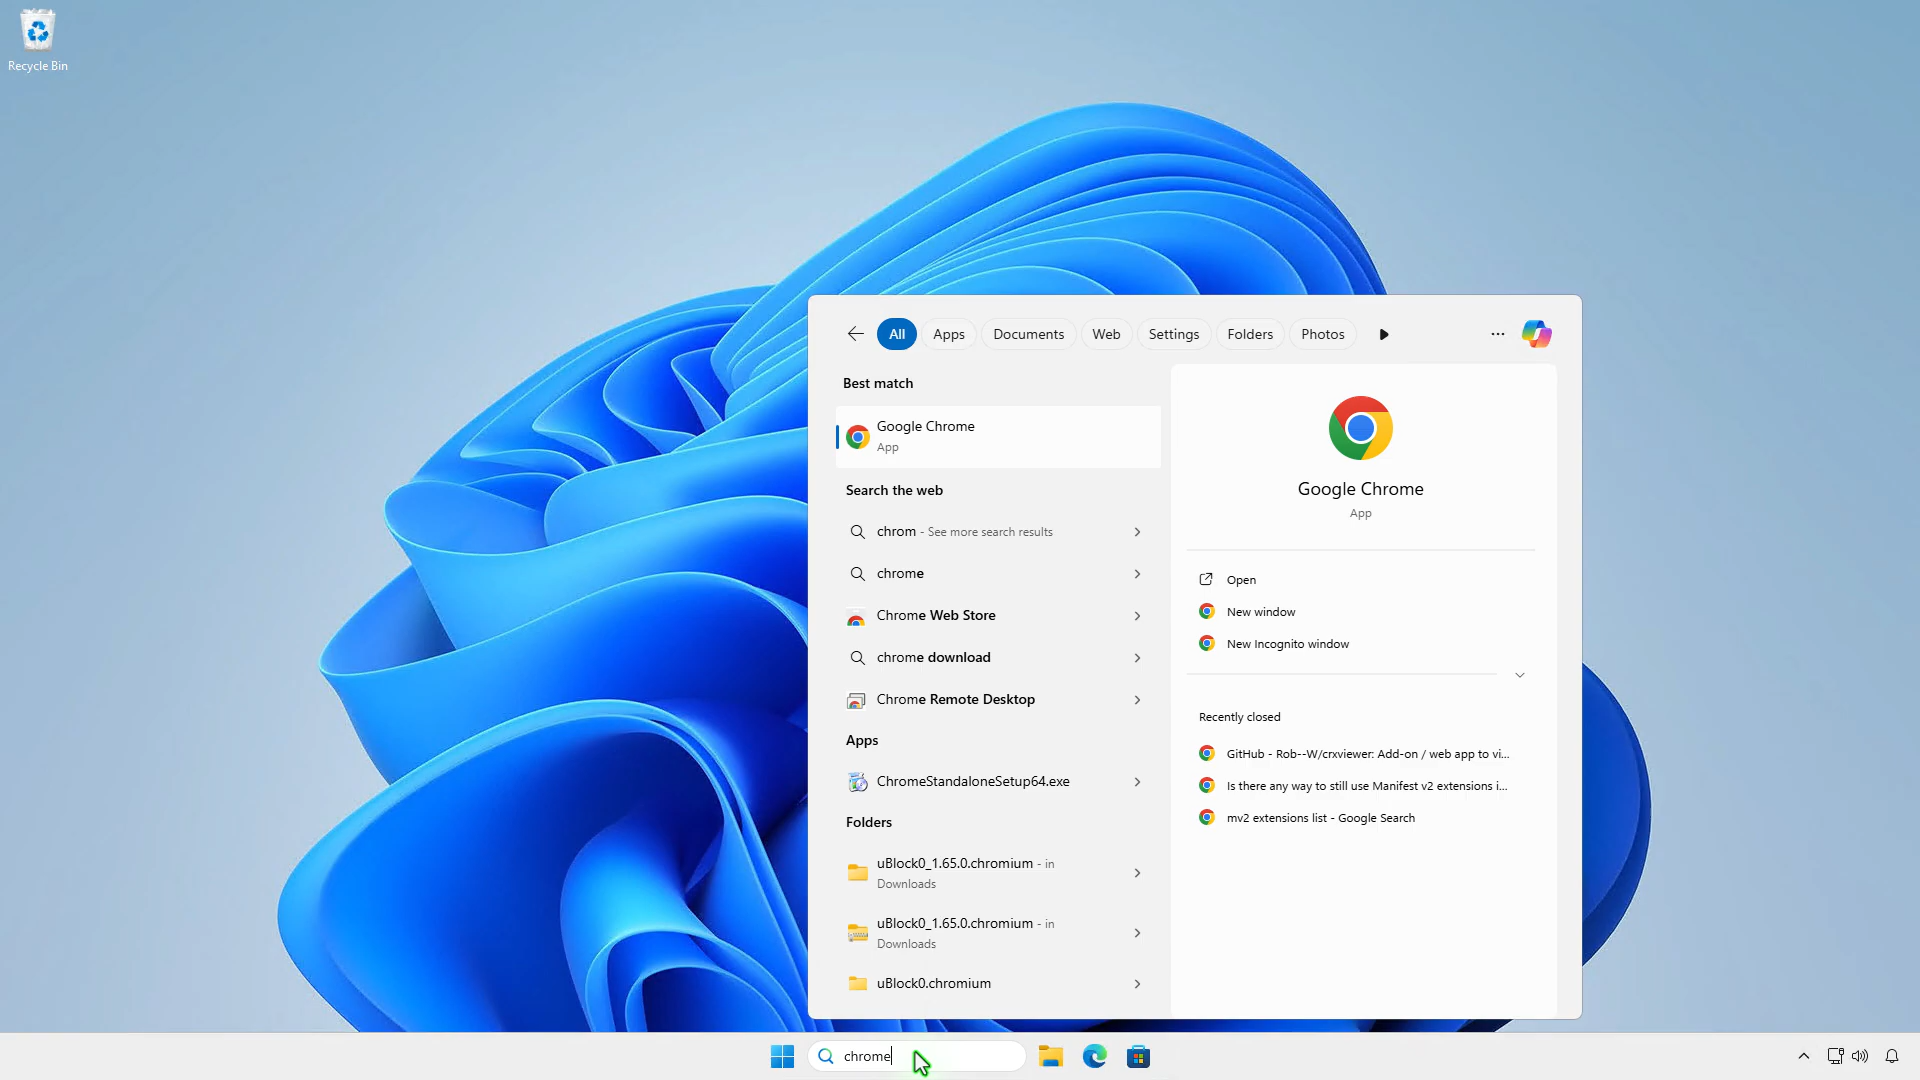 Recycle Bin
All
Apps
Documents
Web
Settings
Folders
Photos
Best match
Google Chrome
App
Search the web
chrom - See more search results
chrome
Chrome Web Store
chrome download
Chrome Remote Desktop
Apps
ChromeStandaloneSetup64.exe
Folders
uBlock0_1.65.0.chromium - in
Downloads
uBlock0_1.65.0.chromium - in
Downloads
uBlock0.chromium
Google Chrome
App
Open
New window
New Incognito window
Recently closed
GitHub - Rob--W/crxviewer: Add-on / web app to vi...
Is there any way to still use Manifest v2 extensions i...
mv2 extensions list - Google Search
chrome